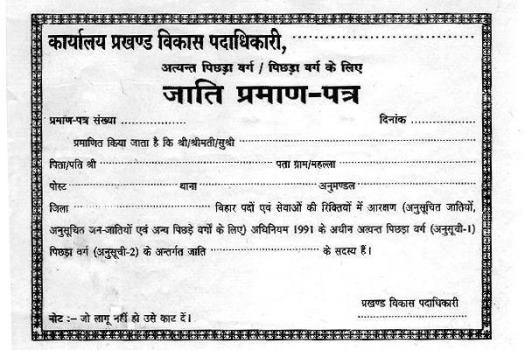 कार्यालय प्रखण्ड विकास पदाधिकारी, ..................
अत्यन्त पिछड़ा वर्ग / पिछड़ा वर्ग के लिए
जाति प्रमाण-पत्र
प्रमाण-पत्र संख्या .................... दिनांक ....................
प्रमाणित किया जाता है कि श्री/श्रीमती/सुश्री ....................
पिता/पति श्री .................... पता ग्राम/महल्ला ....................
पोस्ट .................... थाना .................... अनुमण्डल ....................
जिला .................... बिहार पदों एवं सेवाओं की रिक्तियों में आरक्षण (अनुसूचित जातियों,
अनुसूचित जन-जातियों एवं अन्य पिछड़े वर्गों के लिए) अधिनियम 1991 के अधीन अत्यन्त पिछड़ा वर्ग (अनुसूची-1)
पिछड़ा वर्ग (अनुसूची-2) के अन्तर्गत जाति .................... के सदस्य हैं।
प्रखण्ड विकास पदाधिकारी
नोट :– जो लागू नहीं हो उसे काट दें।